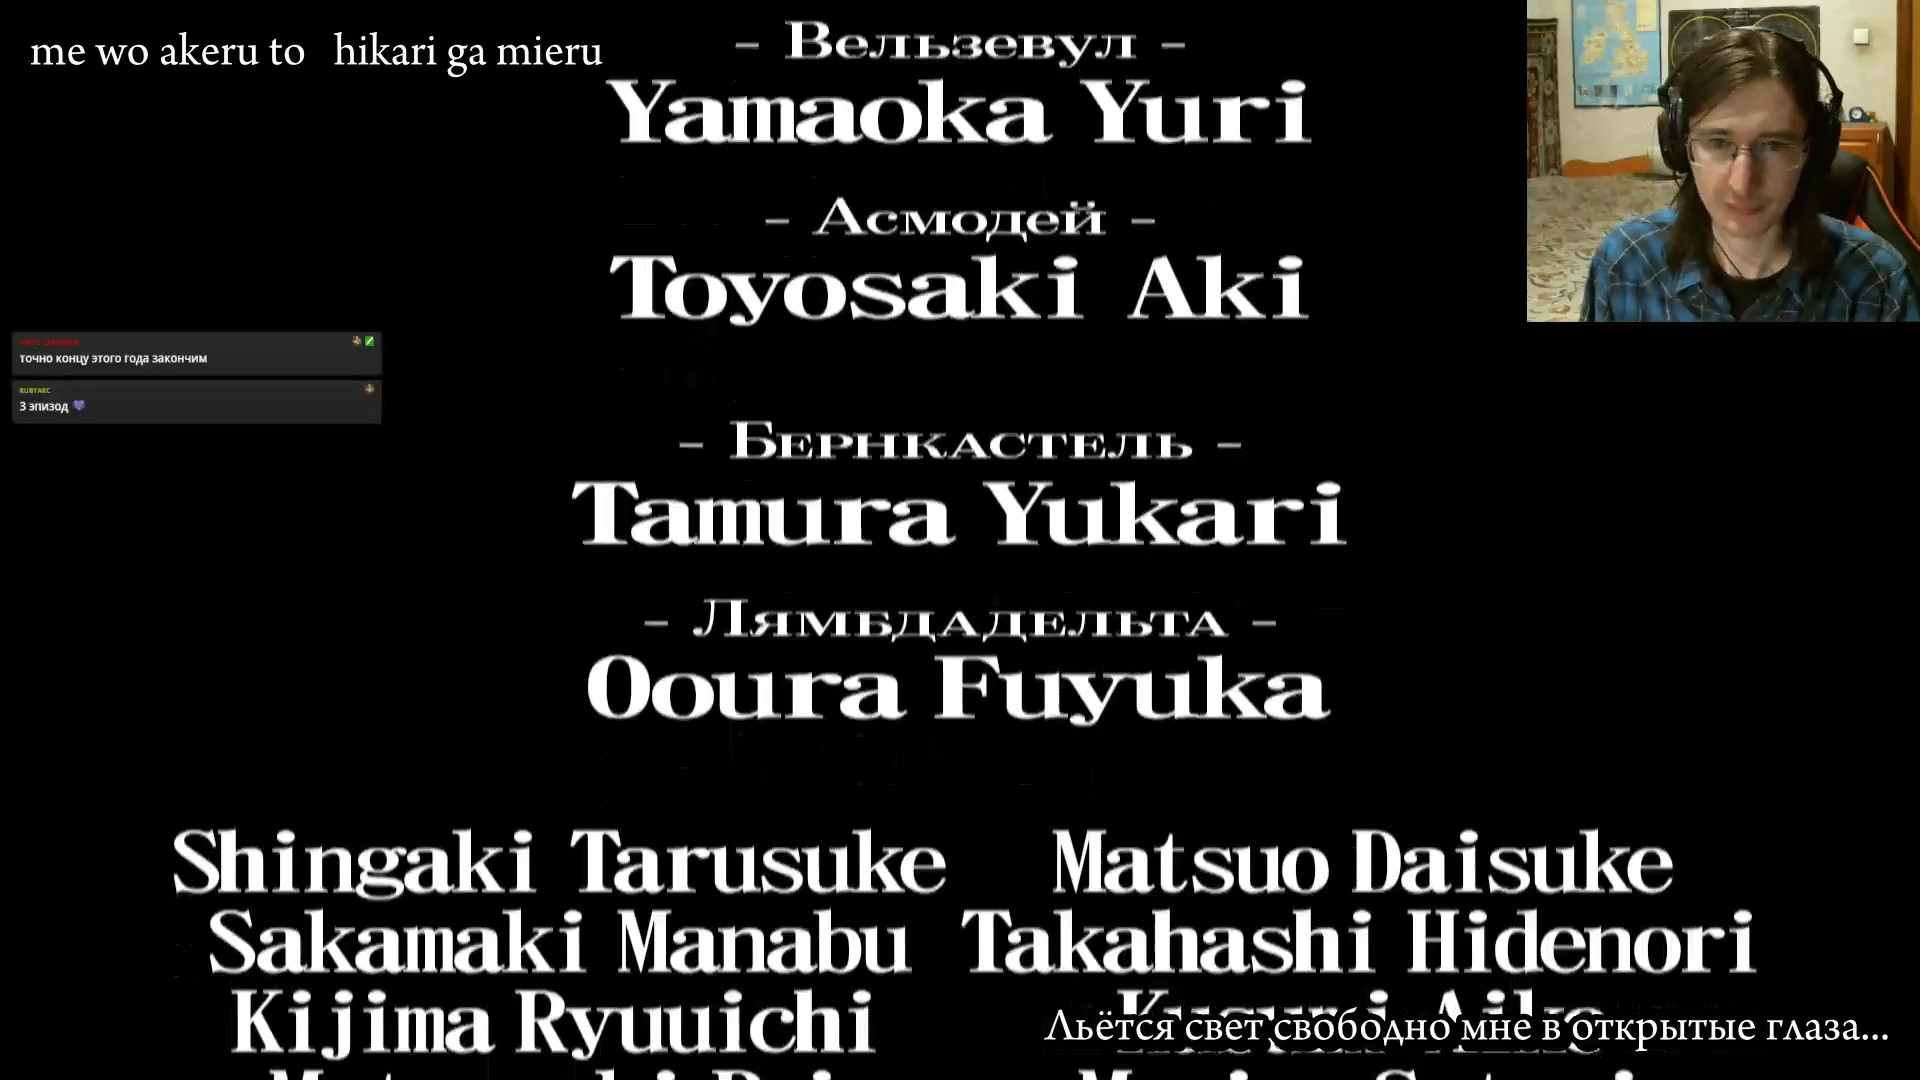 me wo akeru to hikari ga mieru
- Вельзевул -
Yamaoka Yuri
- Асмодей -
Toyosaki Aki
точно концу этого года закончим
RUBYARC
3 эпизод 💜
- Бернкастель -
Tamura Yukari
- Лямбдадельта -
Ooura Fuyuka
Shingaki Tarusuke Matsuo Daisuke
Sakamaki Manabu Takahashi Hidenori
Kijima Ryuuichi
Льётся свет свободно мне в открытые глаза...